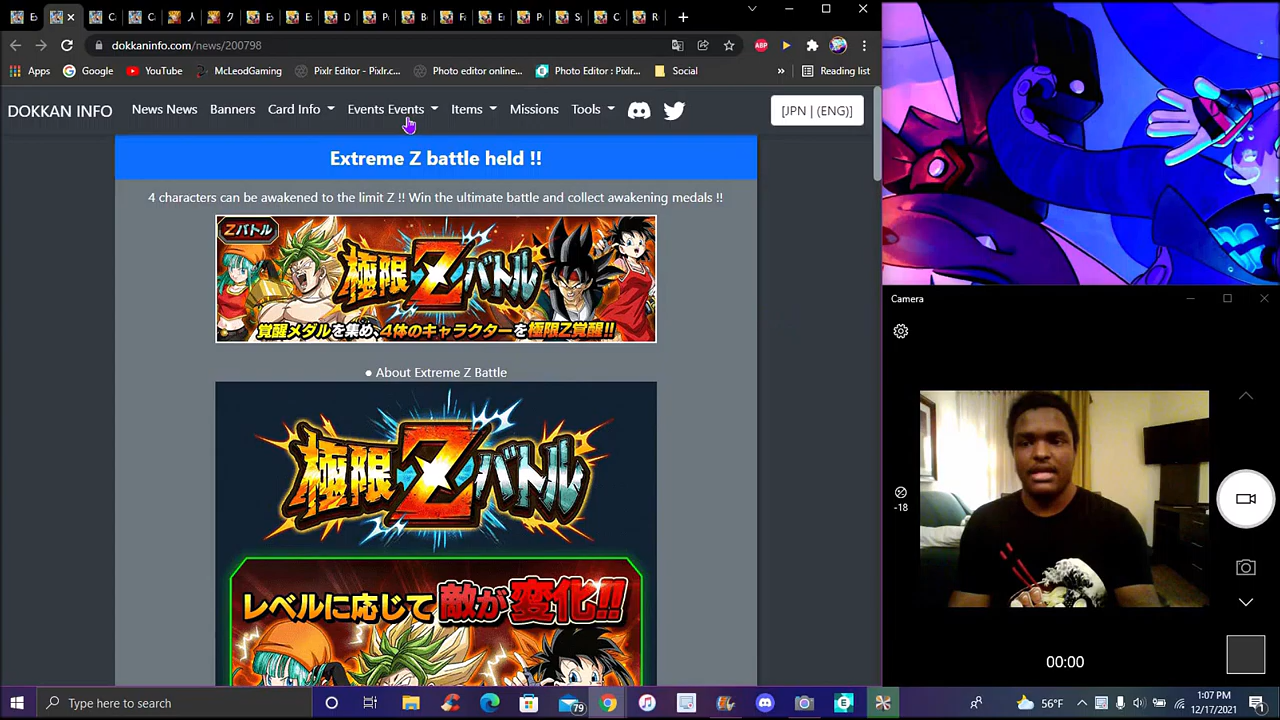 dokkaninfo.com/news/200798
ABP
Apps
Google
YouTube
McLeodGaming
Pixlr Editor - Pixlr.c...
Photo editor online...
Photo Editor : Pixlr...
Social
»
Reading list
DOKKAN INFO
News News
Banners
Card Info
Events Events
Items
Missions
Tools
[JPN | (ENG)]
Extreme Z battle held !!
4 characters can be awakened to the limit Z !! Win the ultimate battle and collect awakening medals !!
Zバトル
極限Zバトル
覚醒メダルを集め、4体のキャラクターを極限Z覚醒!!
● About Extreme Z Battle
極限Zバトル
レベルに応じて敵が変化!!
Camera
-18
00:00
Type here to search
79
56°F
1:07 PM
12/17/2021